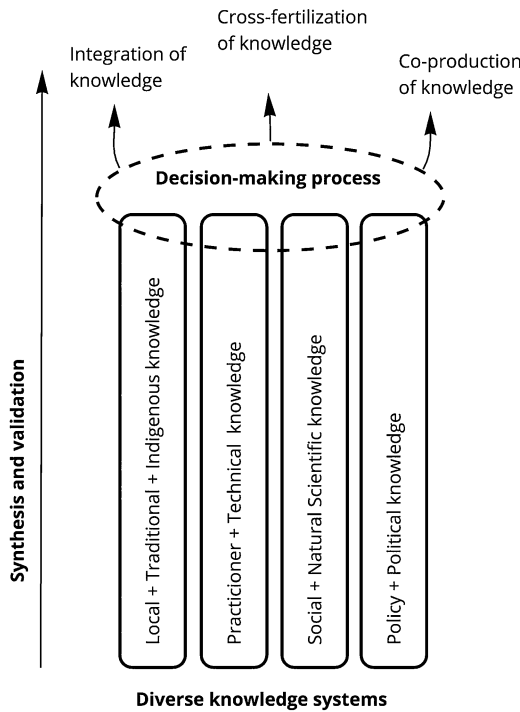 Cross-fertilization
of knowledge
Integration of
knowledge
Co-production
of knowledge
Decision-making process
Synthesis and validation
Local + Traditional + Indigenous knowledge
Practicioner + Technical knowledge
Social + Natural Scientific knowledge
Policy + Political knowledge
Diverse knowledge systems